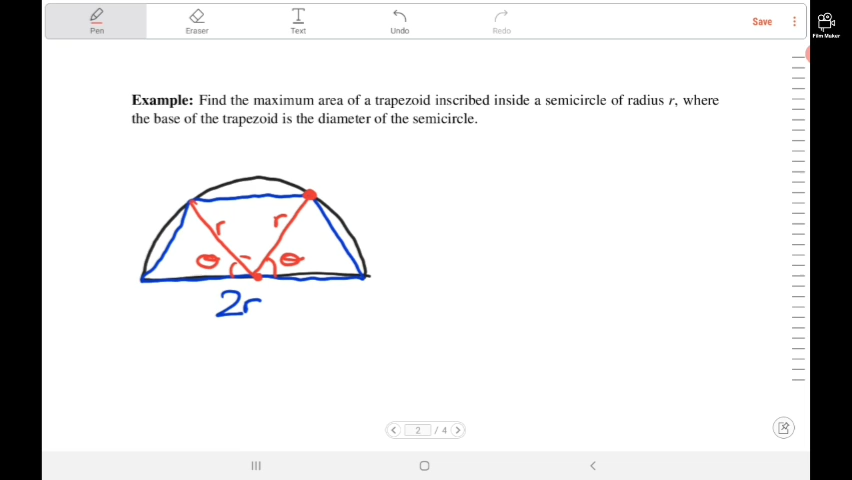 Pen Eraser Text Undo Redo Save
Film Maker
Example: Find the maximum area of a trapezoid inscribed inside a semicircle of radius r, where
the base of the trapezoid is the diameter of the semicircle.
r r
θ θ
2r
2 / 4